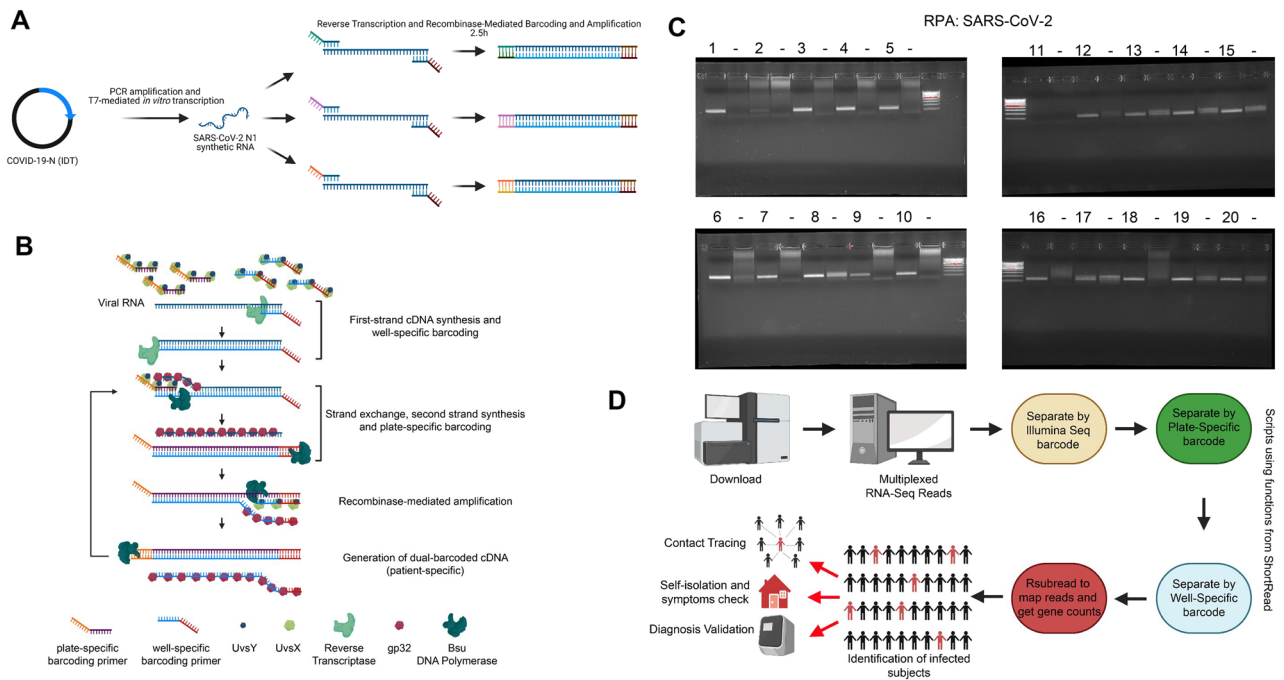 A
Reverse Transcription and Recombinase-Mediated Barcoding and Amplification
2.5h
PCR amplification and
T7-mediated in vitro transcription
SARS-CoV-2 N1
synthetic RNA
COVID-19-N (IDT)
B
Viral RNA
First-strand cDNA synthesis and
well-specific barcoding
Strand exchange, second strand synthesis
and plate-specific barcoding
Recombinase-mediated amplification
Generation of dual-barcoded cDNA
(patient-specific)
plate-specific
barcoding primer
well-specific
barcoding primer
UvsY
UvsX
Reverse
Transcriptase
gp32
Bsu
DNA Polymerase
C
RPA: SARS-CoV-2
1 - 2 - 3 - 4 - 5 -
11 - 12 - 13 - 14 - 15 -
6 - 7 - 8 - 9 - 10 -
16 - 17 - 18 - 19 - 20 -
D
Download
Multiplexed
RNA-Seq Reads
Separate by
Illumina Seq
barcode
Separate by
Plate-Specific
barcode
Scripts using functions from ShortRead
Separate by
Well-Specific
barcode
Rsubread to
map reads and
get gene counts
Identification of infected
subjects
Contact Tracing
Self-isolation and
symptoms check
Diagnosis Validation